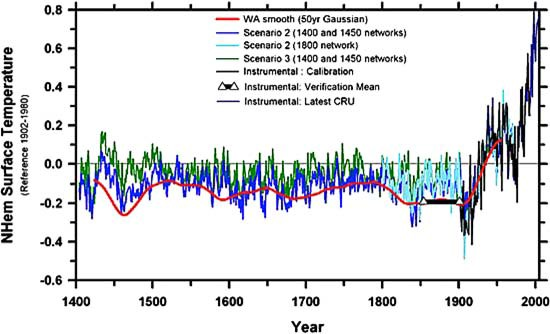 WA smooth (50yr Gaussian)
Scenario 2 (1400 and 1450 networks)
Scenario 2 (1800 network)
Scenario 3 (1400 and 1450 networks)
Instrumental : Calibration
Instrumental: Verification Mean
Instrumental: Latest CRU
NHem Surface Temperature
(Reference 1902-1980)
0.8
0.6
0.4
0.2
0.0
-0.2
-0.4
-0.6
1400 1500 1600 1700 1800 1900 2000
Year